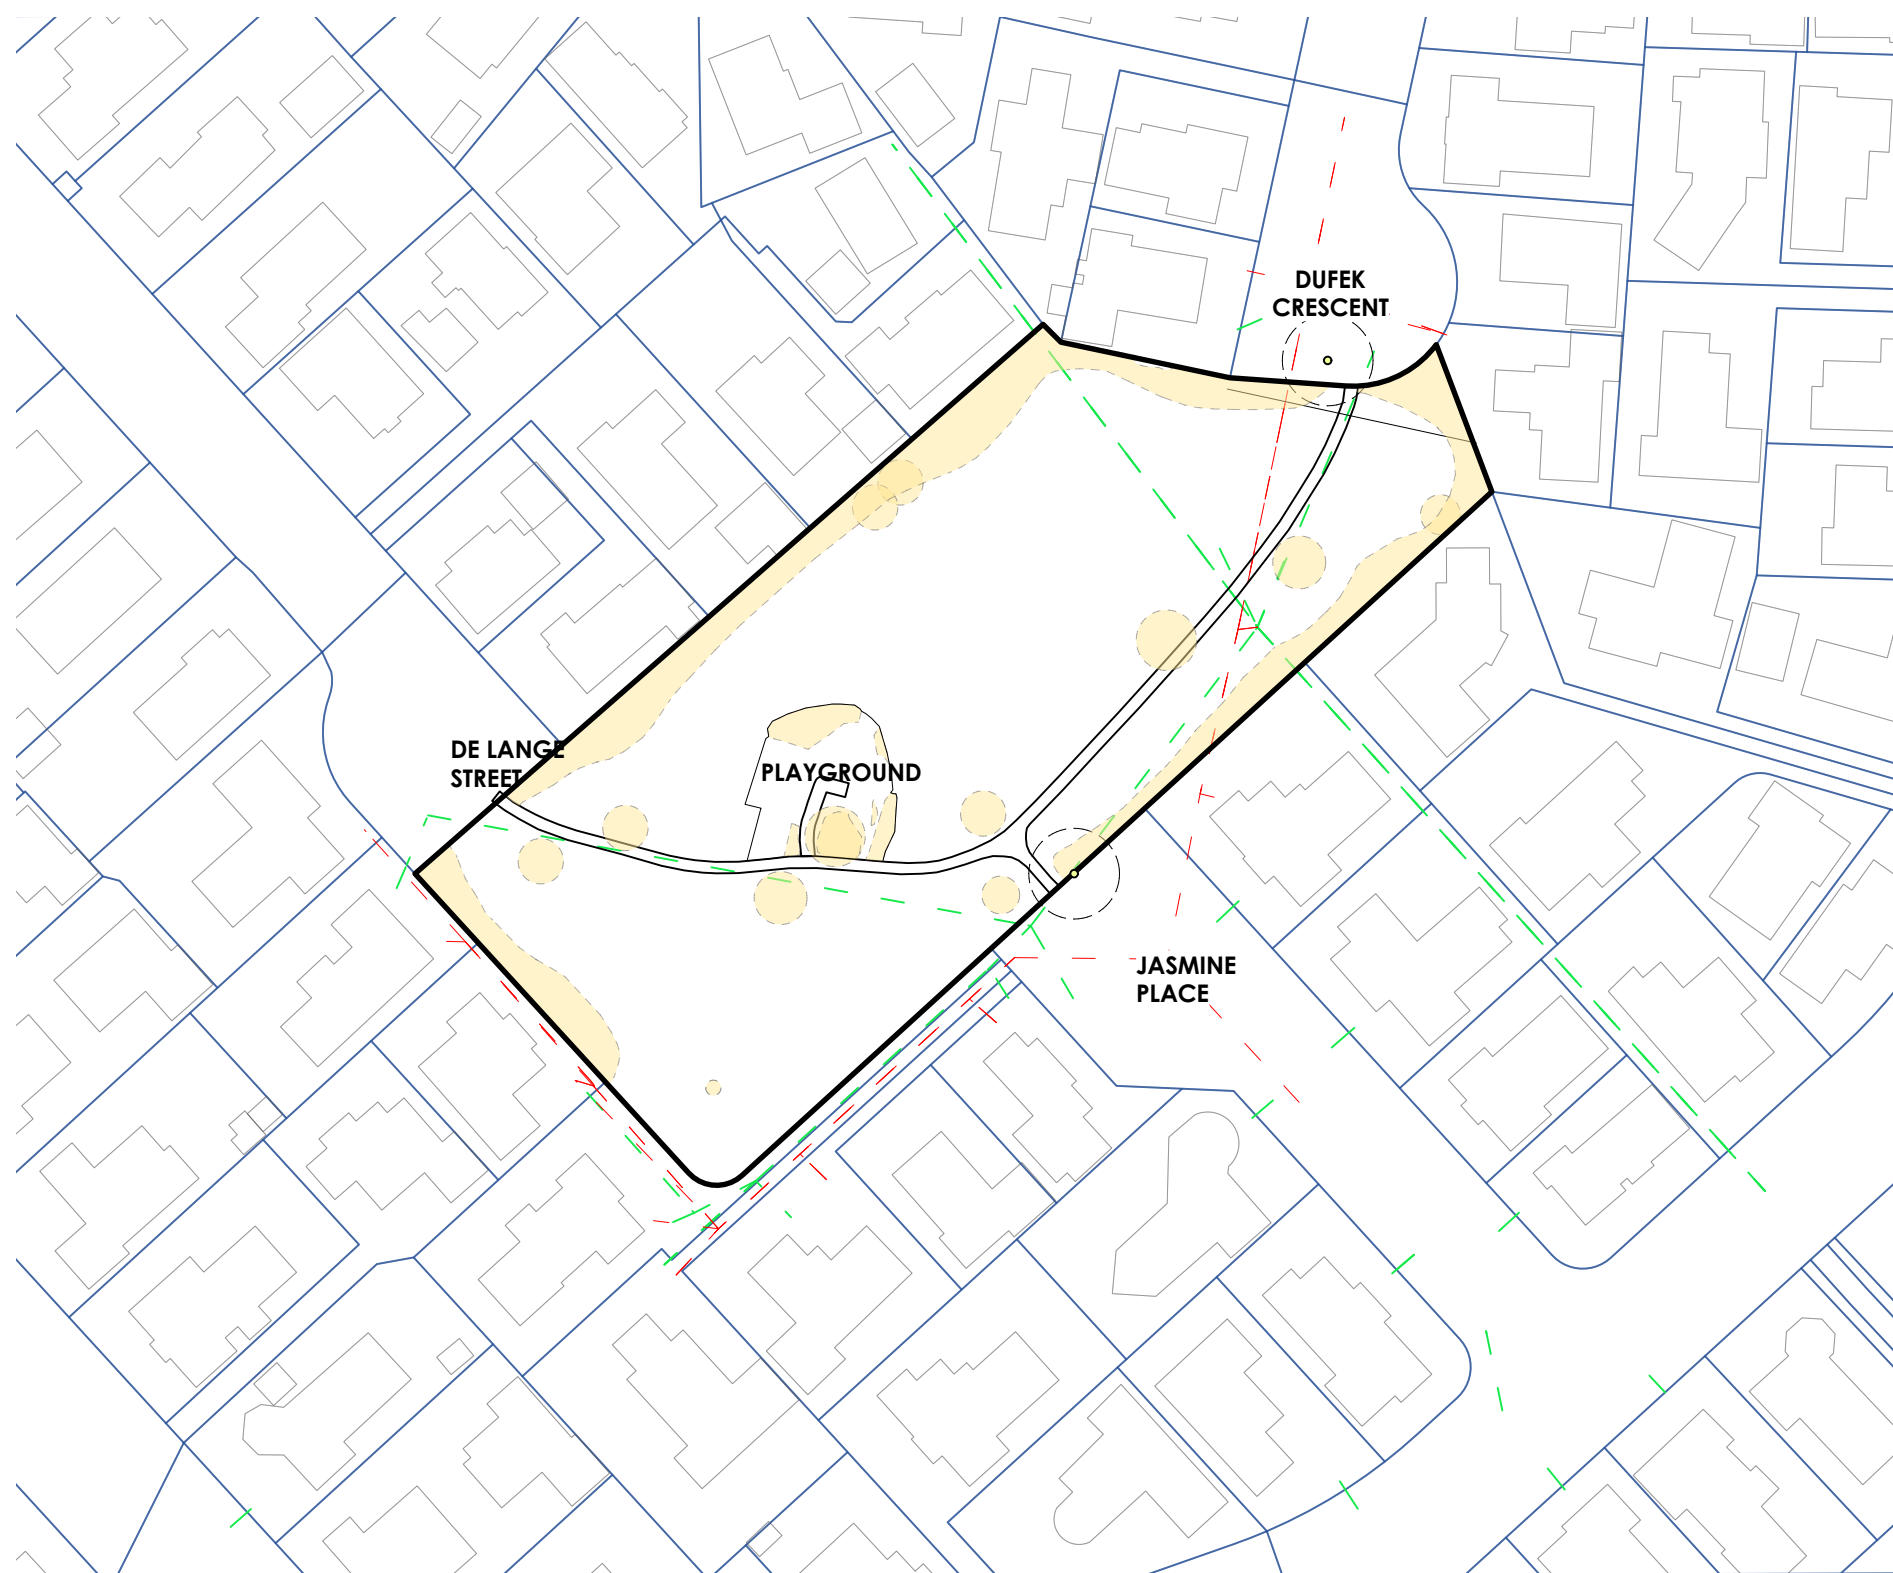 DUFEK
CRESCENT
DE LANGE
STREET
PLAYGROUND
JASMINE
PLACE